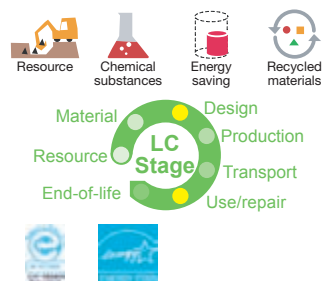 Resource
Chemical
substances
Energy
saving
Recycled
materials
Material
Design
LC
Stage
Production
Resource
Transport
End-of-life
Use/repair